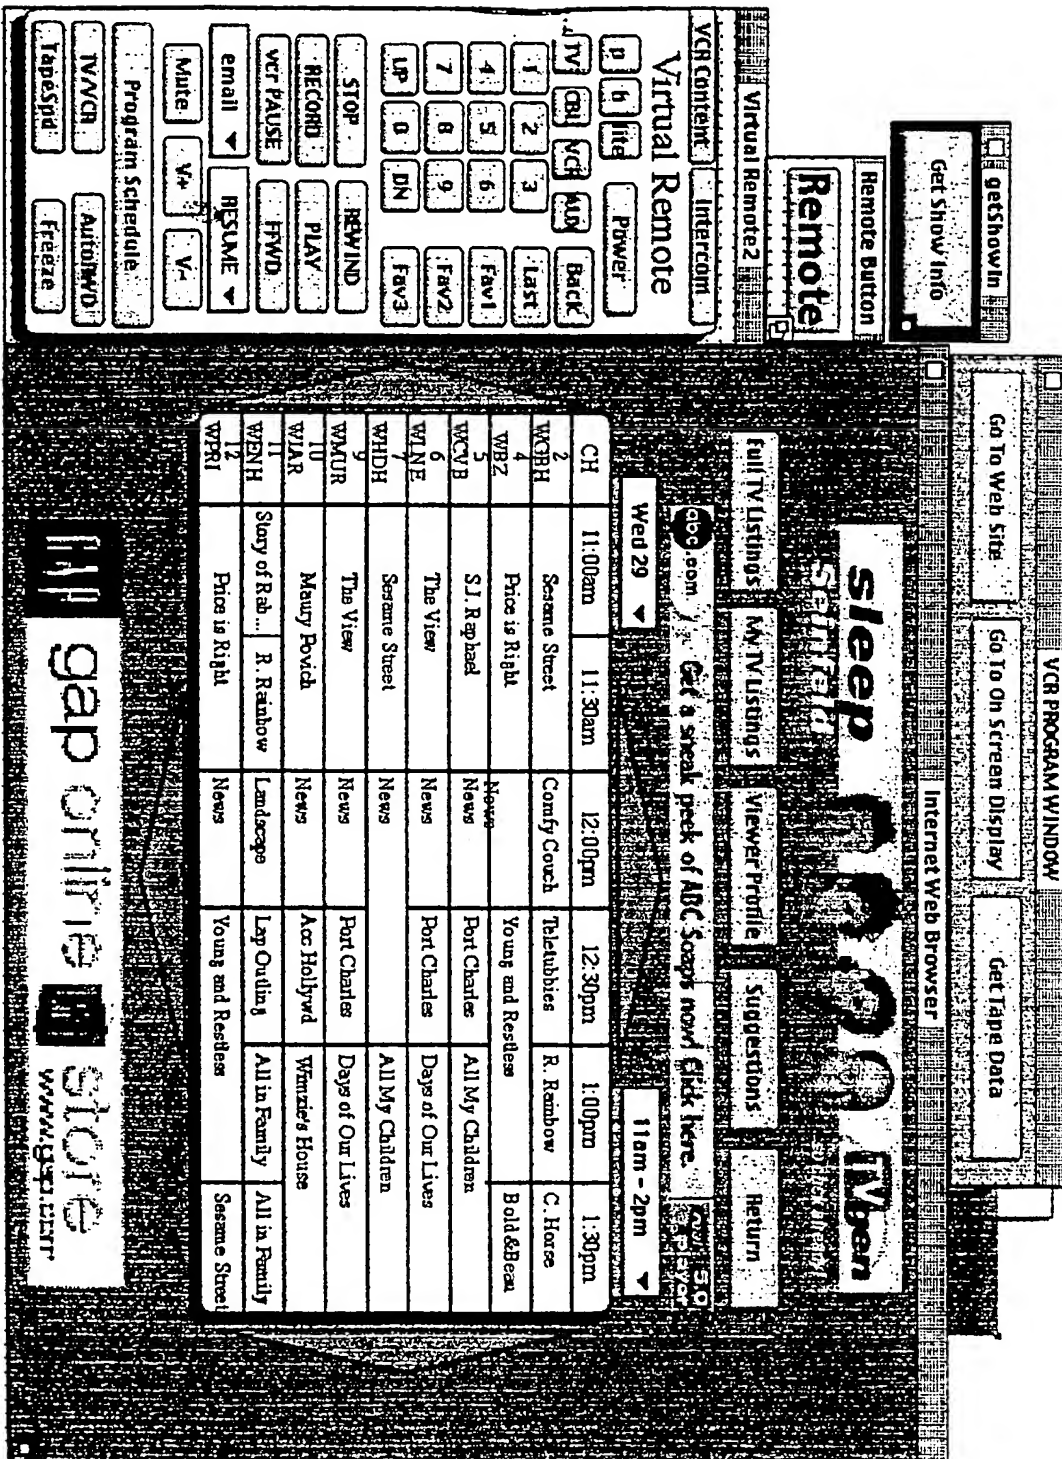 VCR PROGRAM WINDOW
Go To Web Site
Go To On Screen Display
Get Tape Data
getShowIn
Get Show Info
Remote Button
Remote
Virtual Remote2
VCR Content
Intercom
Virtual Remote
p
b
lite
Power
TV
CBL
VCR
AUX
Back
1
2
3
Last
4
5
6
Fav1
7
8
9
Fav2
UP
0
DN
Fav3
STOP
REWIND
RECORD
PLAY
vcr PAUSE
FFWD
email
RESUME
Mute
V+
V-
Program Schedule
TV/VCR
AutoFFWD
TapeSpd
Freeze
Internet Web Browser
sleep
Seinfeld
TVgen
Full TV Listings
My TV Listings
Viewer Profile
Suggestions
Return
abc.com
Get a sneak peek of ABC Soaps now! Click here.
Wed 29
11am - 2pm
CH 11:00am 11:30am 12:00pm 12:30pm 1:00pm 1:30pm
2 WGBH Sesame Street Comfy Couch Teletubbies R. Rainbow C. Horse
4 WBZ Price is Right News Young and Restless Bold&Beau
5 WCVB S.J. Raphael News Port Charles All My Children
6 WLNE The View News Port Charles Days of Our Lives
7 WHDH Sesame Street News All My Children
9 WMUR The View News Port Charles Days of Our Lives
10 WJAR Maury Povich News Acc Hollywd Winnzie's House
11 WENH Story of Rab... R. Rainbow Landscape Lap Outling All in Family All in Family
12 WPRI Price is Right News Young and Restless Sesame Street
GAP
gap online
store
www.gap.com